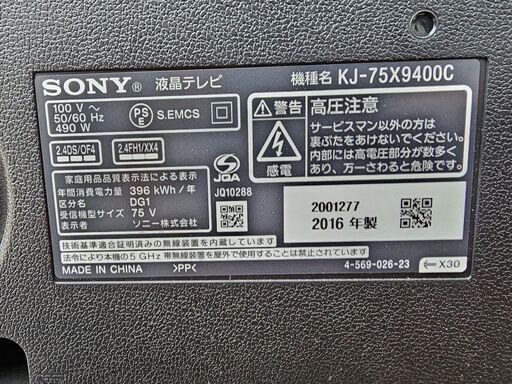 SONY® 液晶テレビ
機種名 KJ-75X9400C
100 V ~
50/60 Hz
490 W
PS
E
S.EMCS
2.4DS/OF4
2.4FH1/XX4
家庭用品品質表示法による表示
年間消費電力量 396 kWh/年
区分名 DG1
受信機型サイズ 75 V
表示者 ソニー株式会社
JQA
JQ10288
警告
高圧注意
感電
サービスマン以外の方は
裏ぶたをあけないでください。
内部には高電圧部分が数多く
あり、万一さわると危険です。
2001277
2016 年製
技術基準適合証明済みの無線装置を内蔵しています。
法令により本機の5 GHz 帯無線装置を屋外で使用することは禁止されています。
MADE IN CHINA
>PP<
4-569-026-23
X30